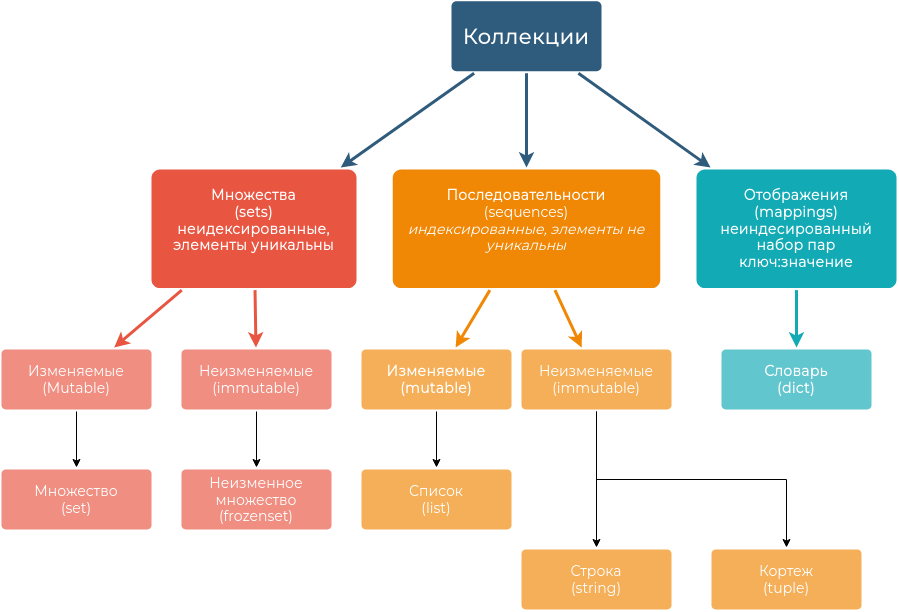 Коллекции
Множества
(sets)
неидексированные,
элементы уникальны
Последовательности
(sequences)
индексированные, элементы не
уникальны
Отображения
(mappings)
неиндесированный
набор пар
ключ:значение
Изменяемые
(Mutable)
Неизменяемые
(immutable)
Изменяемые
(mutable)
Неизменяемые
(immutable)
Словарь
(dict)
Множество
(set)
Неизменное
множество
(frozenset)
Список
(list)
Строка
(string)
Кортеж
(tuple)